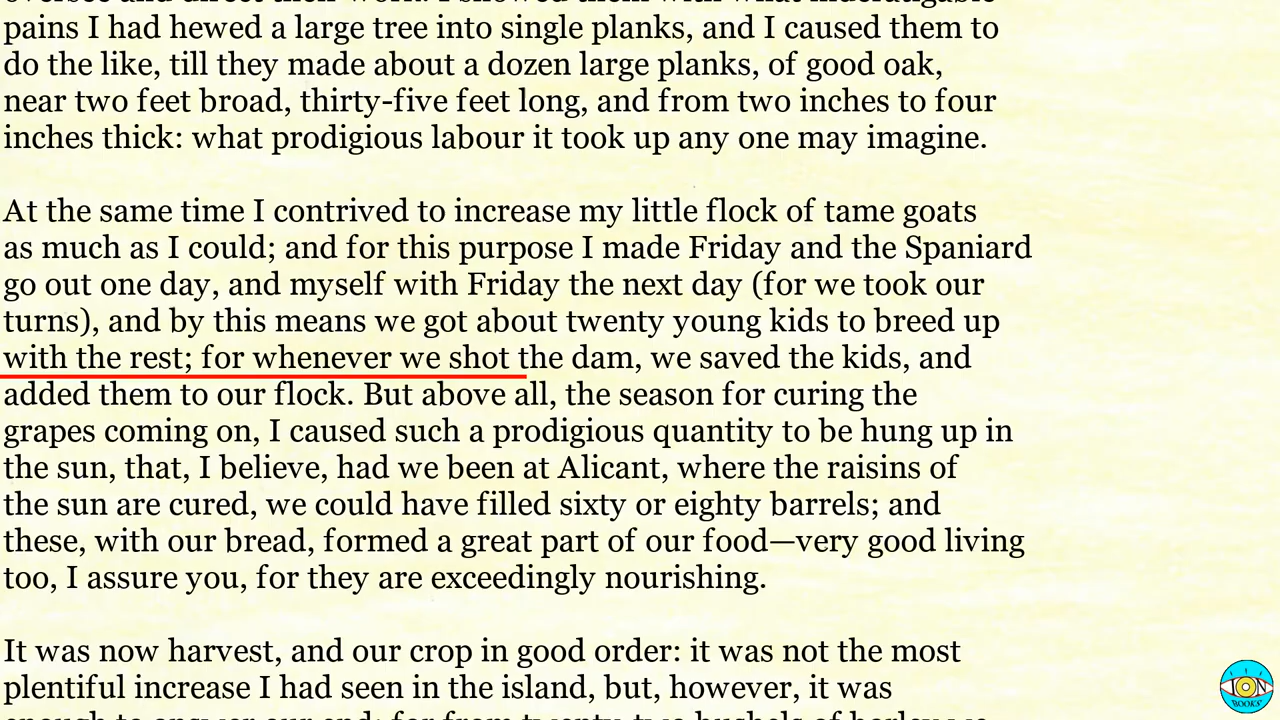 pains I had hewed a large tree into single planks, and I caused them to
do the like, till they made about a dozen large planks, of good oak,
near two feet broad, thirty-five feet long, and from two inches to four
inches thick: what prodigious labour it took up any one may imagine.
At the same time I contrived to increase my little flock of tame goats
as much as I could; and for this purpose I made Friday and the Spaniard
go out one day, and myself with Friday the next day (for we took our
turns), and by this means we got about twenty young kids to breed up
with the rest; for whenever we shot the dam, we saved the kids, and
added them to our flock. But above all, the season for curing the
grapes coming on, I caused such a prodigious quantity to be hung up in
the sun, that, I believe, had we been at Alicant, where the raisins of
the sun are cured, we could have filled sixty or eighty barrels; and
these, with our bread, formed a great part of our food—very good living
too, I assure you, for they are exceedingly nourishing.
It was now harvest, and our crop in good order: it was not the most
plentiful increase I had seen in the island, but, however, it was
ION
BOOKS